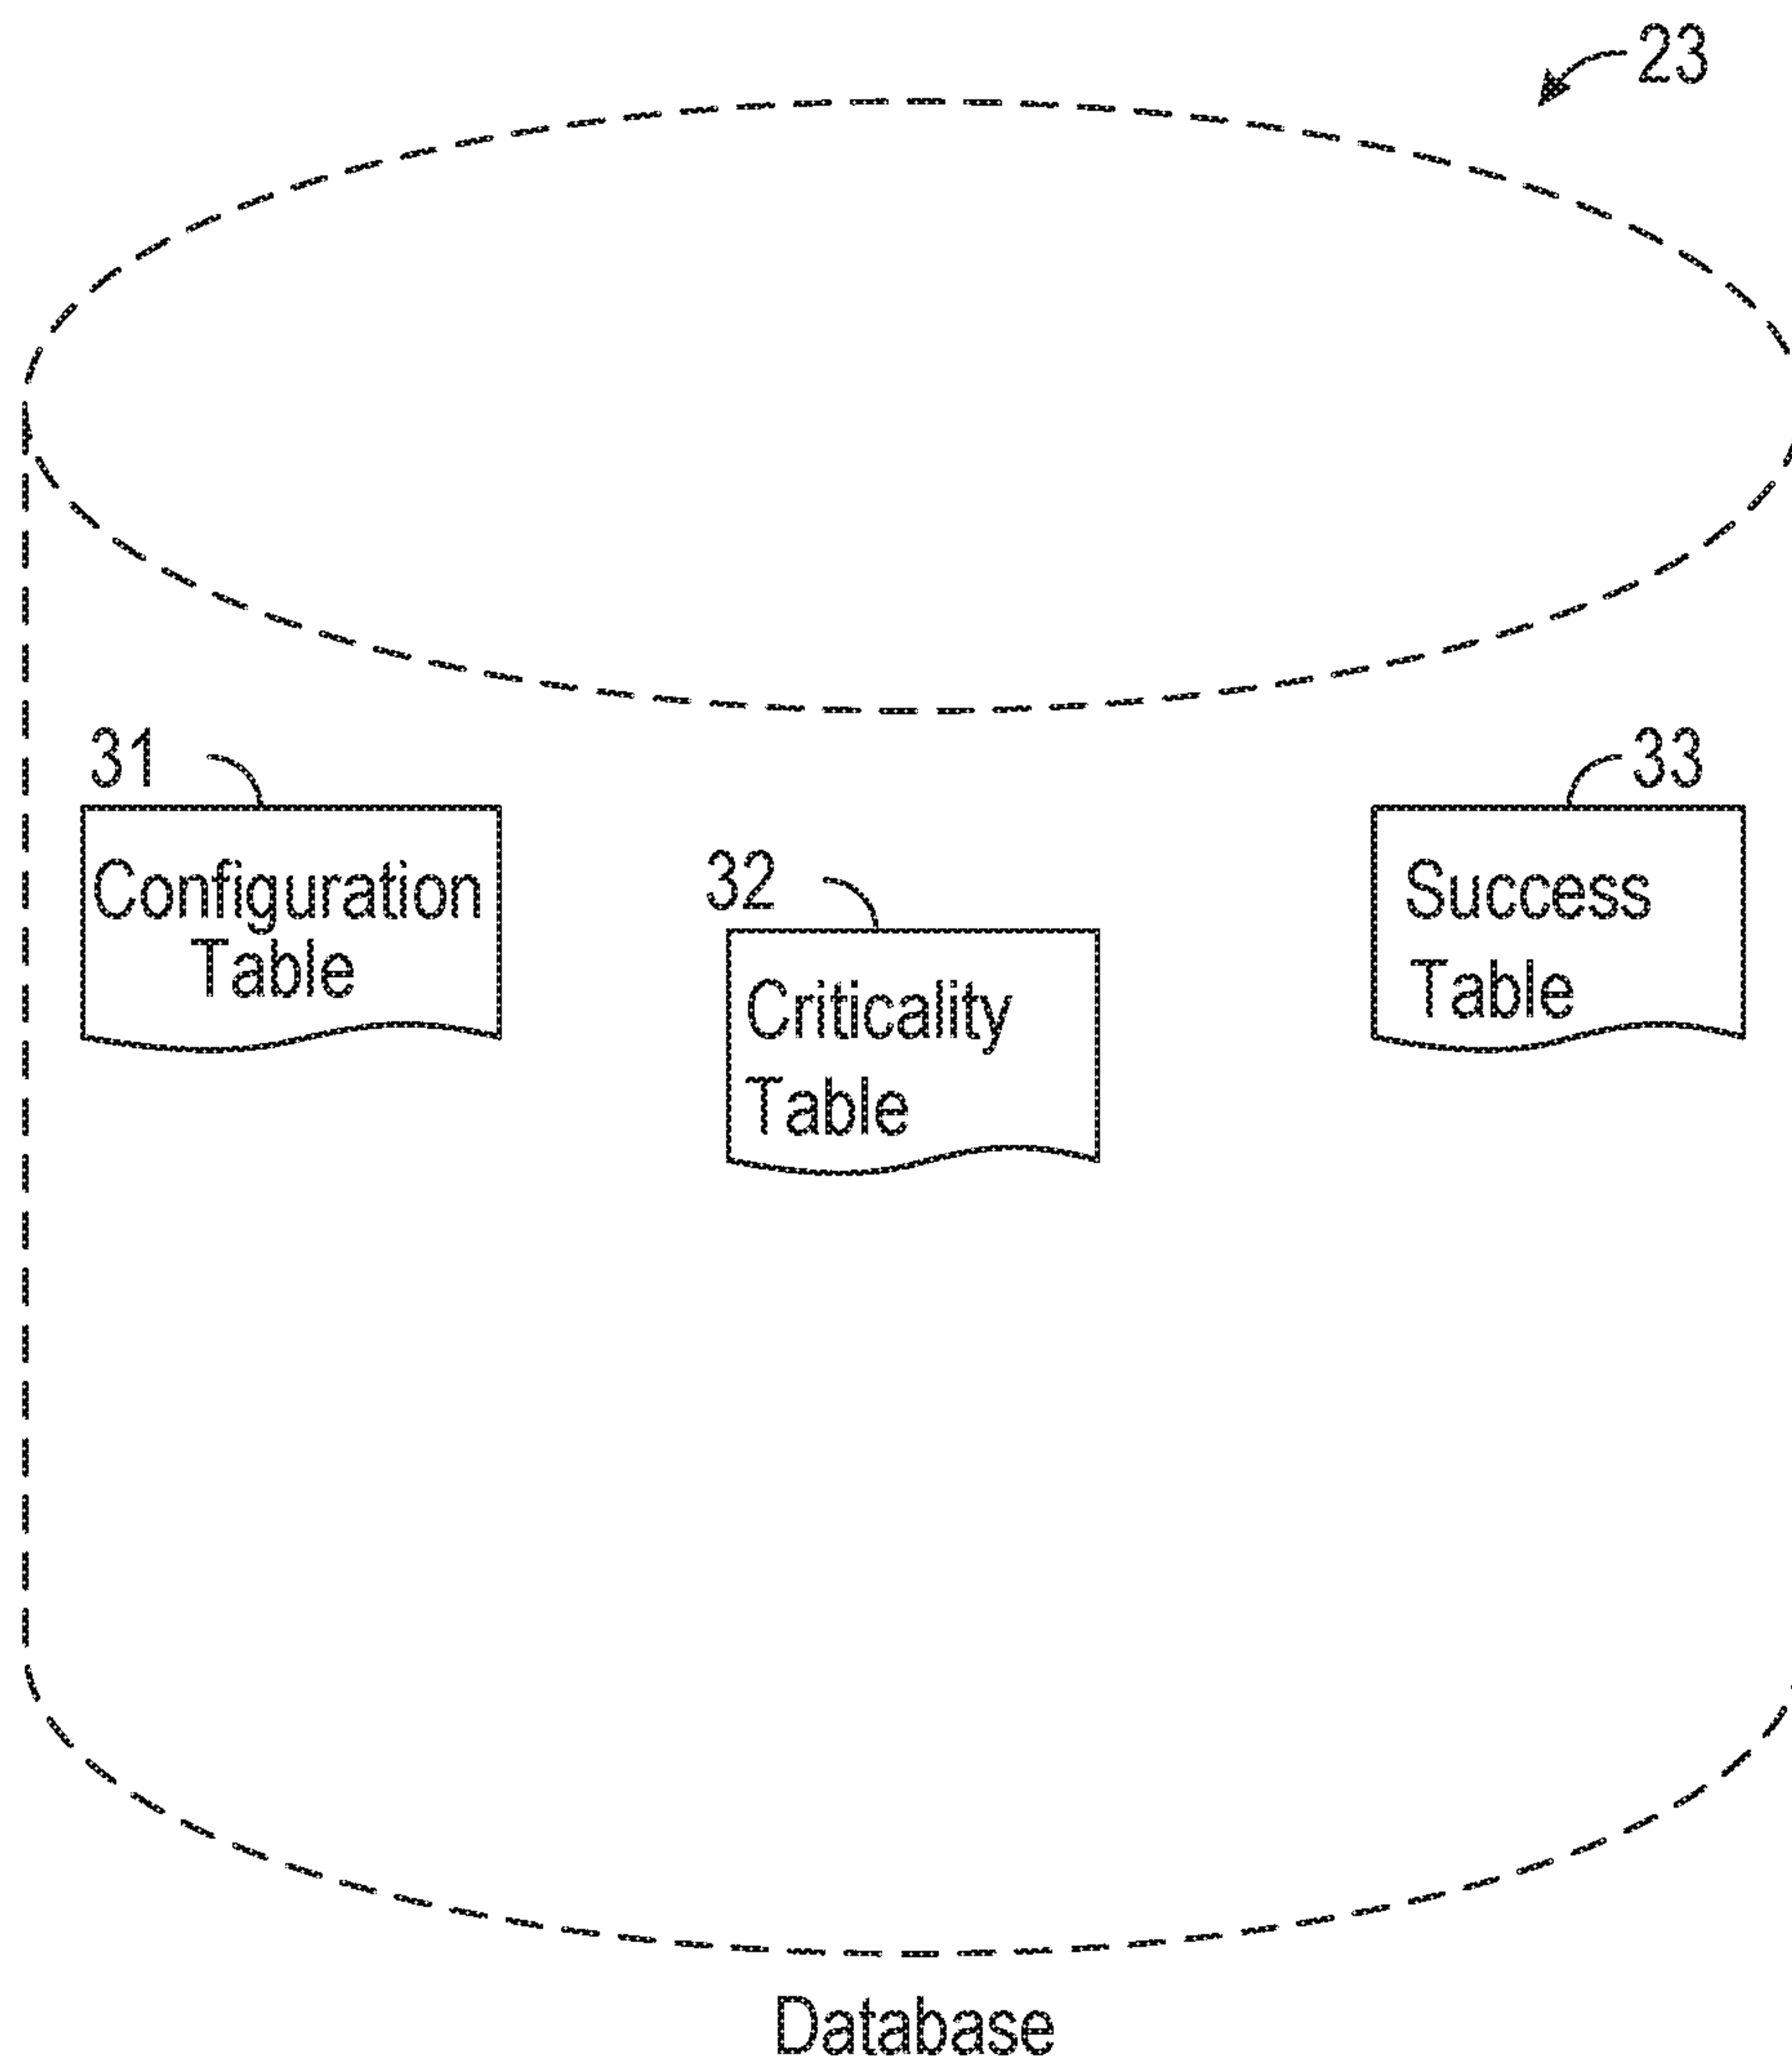 23
31
Configuration
Table
32
Criticality
Table
33
Success
Table
Database